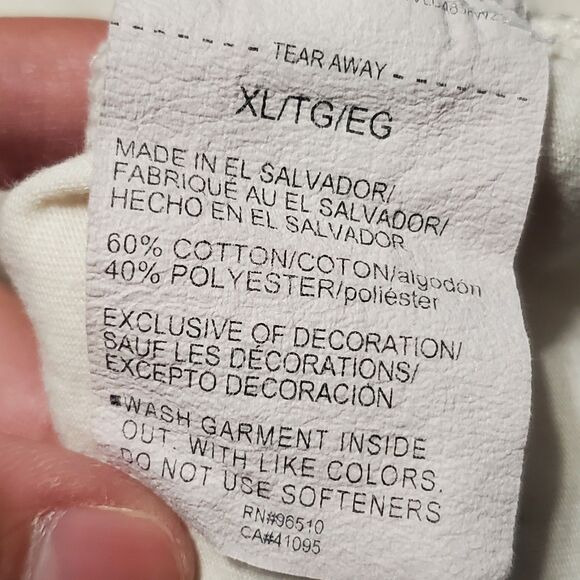 TEAR AWAY
XL/TG/EG
MADE IN EL SALVADOR/
FABRIQUÉ AU EL SALVADOR/
HECHO EN EL SALVADOR
60% COTTON/COTON/algodón
40% POLYESTER/poliéster
EXCLUSIVE OF DECORATION/
SAUF LES DÉCORATIONS/
EXCEPTO DECORACIÓN
WASH GARMENT INSIDE
OUT. WITH LIKE COLORS.
DO NOT USE SOFTENERS
RN#96510
CA#41095